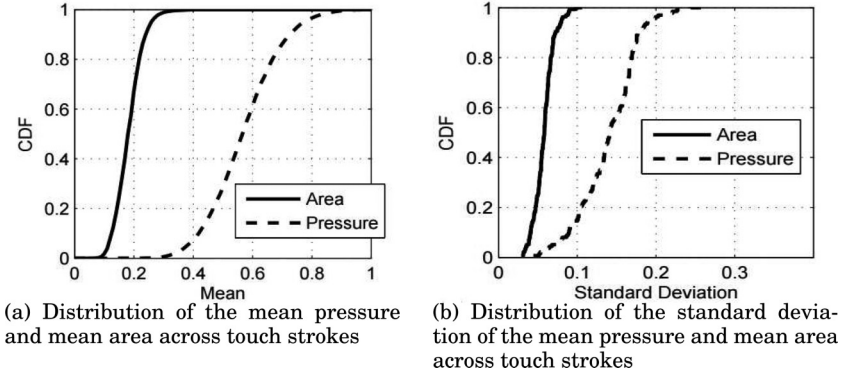 1
0.8
0.6
0.4
0.2
0
CDF
0 0.2 0.4 0.6 0.8 1
Mean
Area
Pressure
(a) Distribution of the mean pressure
and mean area across touch strokes
1
0.8
0.6
0.4
0.2
0
CDF
0 0.1 0.2 0.3
Standard Deviation
Area
Pressure
(b) Distribution of the standard devia-
tion of the mean pressure and mean area
across touch strokes